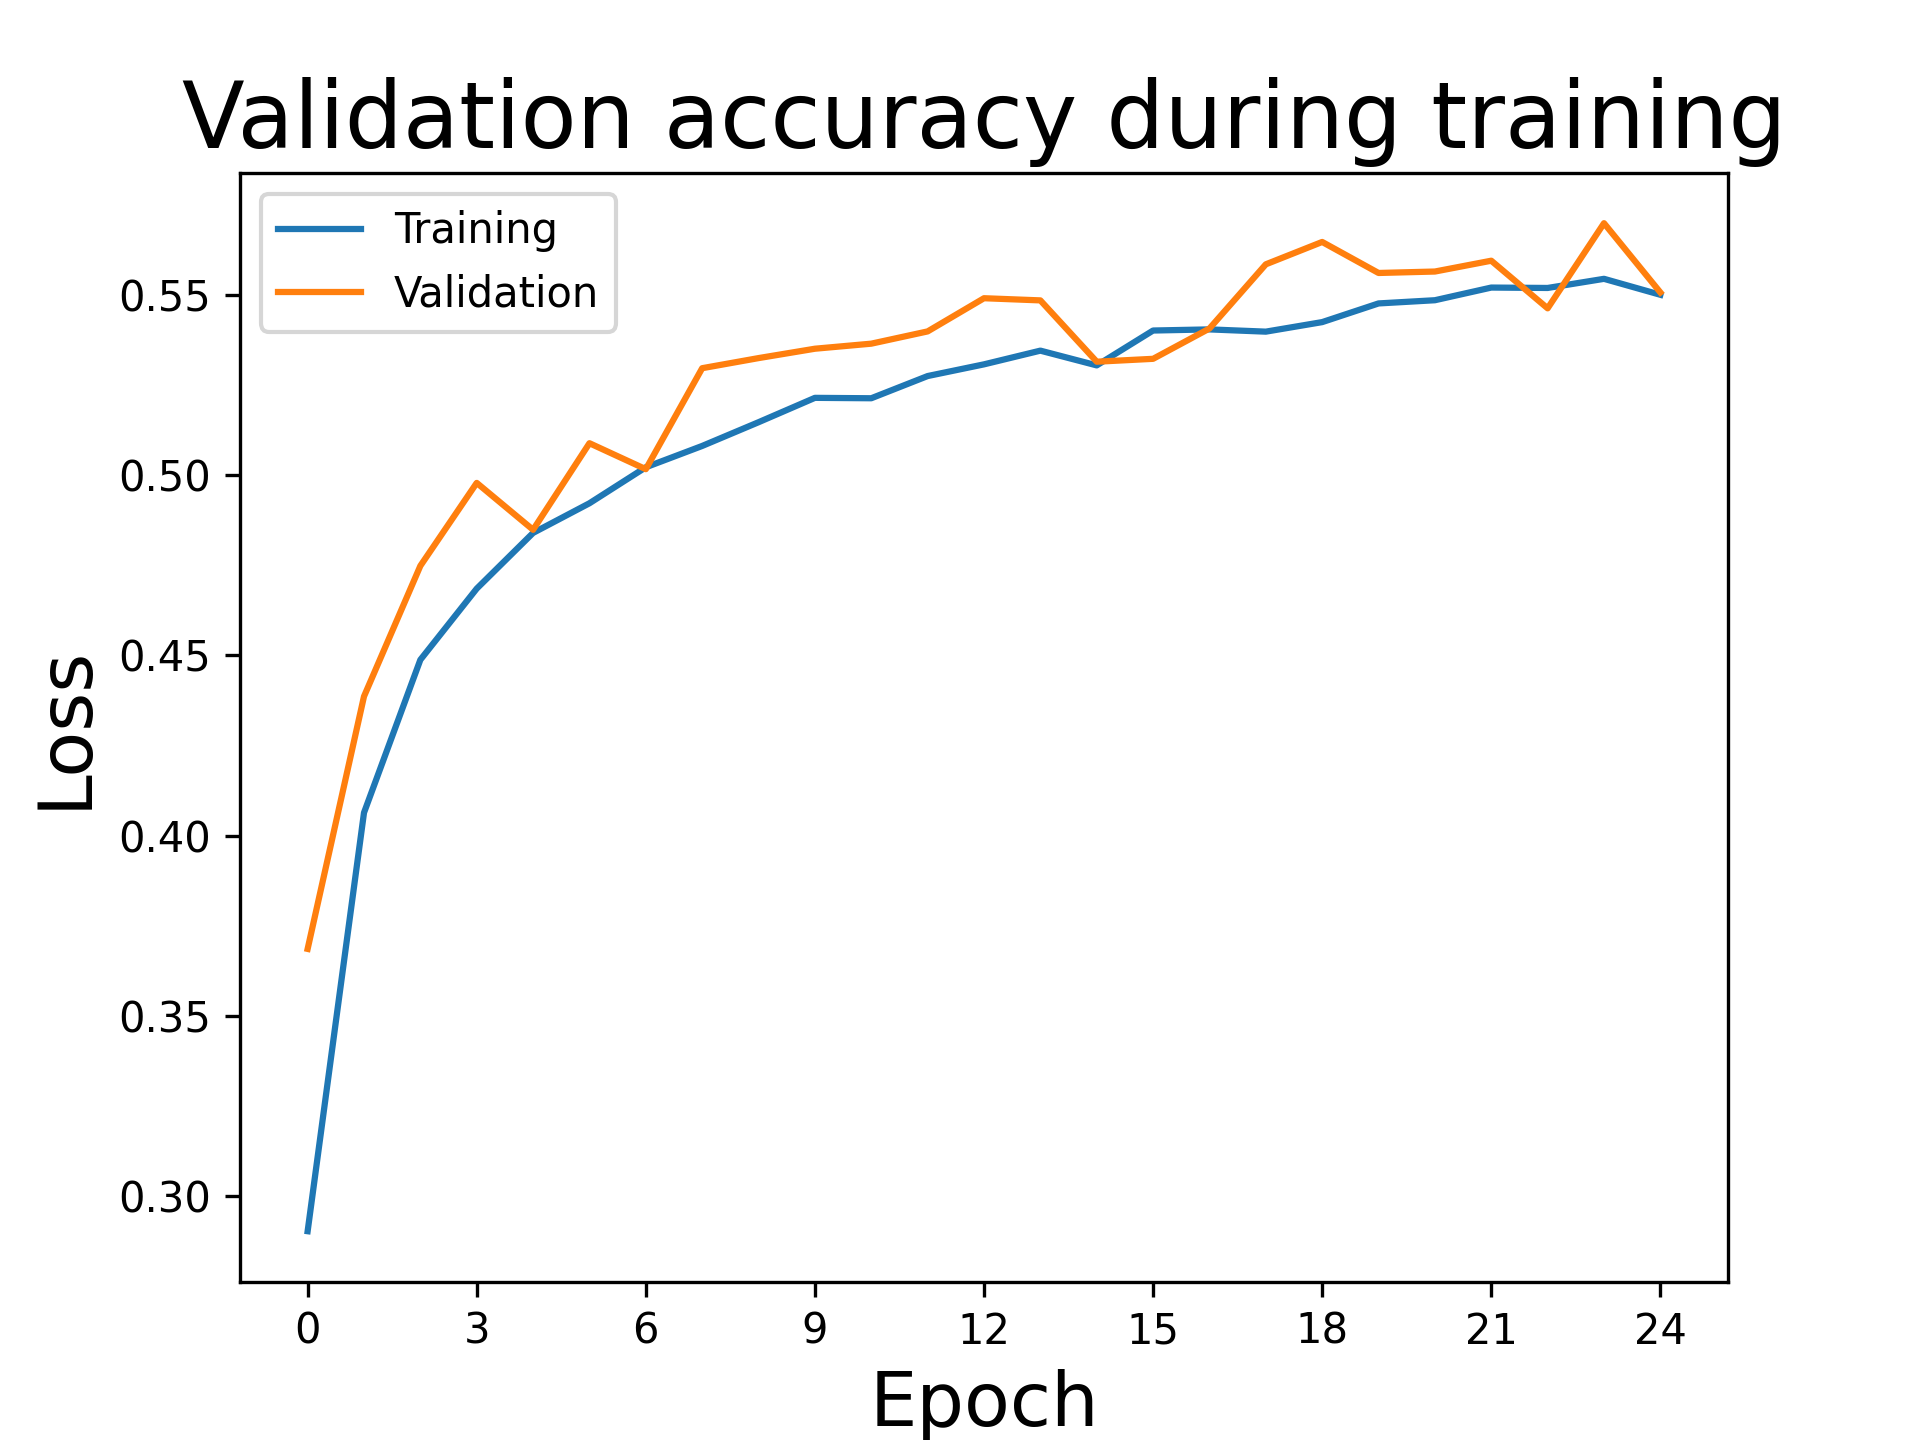 Validation accuracy during training
Training
Validation
0.55
0.50
0.45
0.40
0.35
0.30
Loss
0 3 6 9 12 15 18 21 24
Epoch